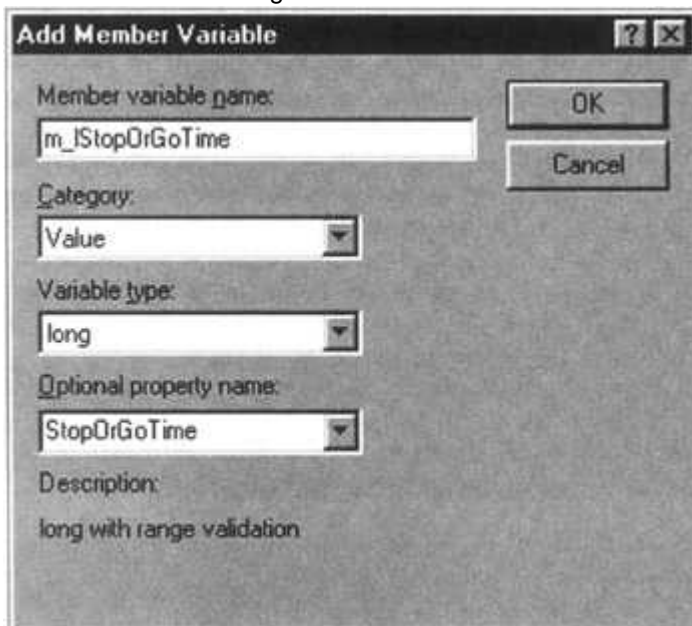 Add Member Variable
Member variable name:
m_lStopOrGoTime
OK
Cancel
Category:
Value
Variable type:
long
Optional property name:
StopOrGoTime
Description:
long with range validation